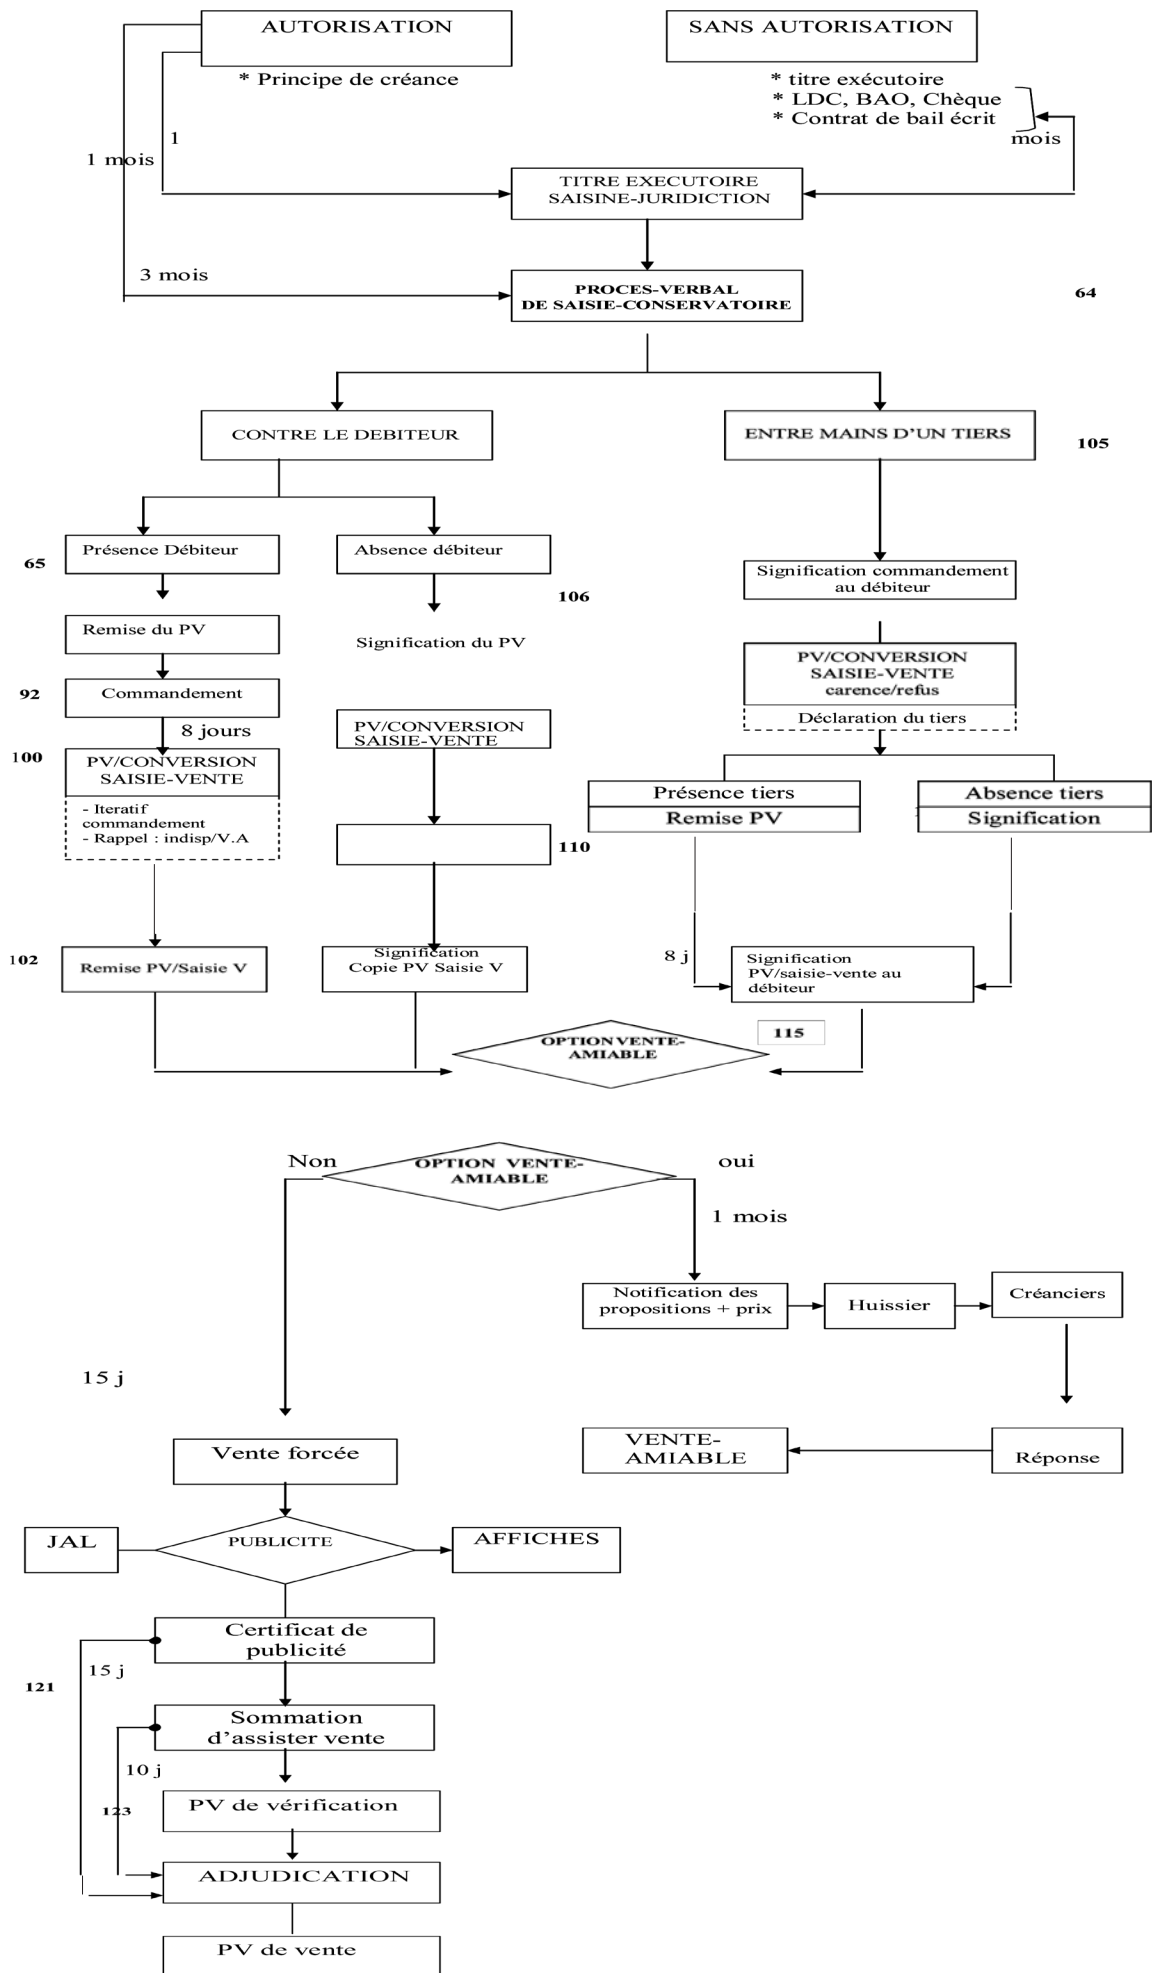 AUTORISATION
SANS AUTORISATION
* Principe de créance
* titre exécutoire
* LDC, BAO, Chèque
* Contrat de bail écrit
1
mois
1 mois
TITRE EXECUTOIRE
SAISINE-JURIDICTION
3 mois
PROCES-VERBAL
DE SAISIE-CONSERVATOIRE
64
CONTRE LE DEBITEUR
ENTRE MAINS D'UN TIERS
105
Présence Débiteur
Absence débiteur
65
106
Signification commandement
au débiteur
Remise du PV
Signification du PV
PV/CONVERSION
SAISIE-VENTE
carence/refus
Déclaration du tiers
92
Commandement
8 jours
PV/CONVERSION
SAISIE-VENTE
100
PV/CONVERSION
SAISIE-VENTE
- Iteratif
commandement
- Rappel : indisp/V.A
Présence tiers
Remise PV
Absence tiers
Signification
110
102
Remise PV/Saisie V
Signification
Copie PV Saisie V
8 j
Signification
PV/saisie-vente au
débiteur
115
OPTION VENTE-
AMIABLE
Non
OPTION VENTE-
AMIABLE
oui
1 mois
Notification des
propositions + prix
Huissier
Créanciers
15 j
Vente forcée
VENTE-
AMIABLE
Réponse
JAL
PUBLICITE
AFFICHES
Certificat de
publicité
15 j
121
Sommation
d'assister vente
10 j
PV de vérification
123
ADJUDICATION
PV de vente